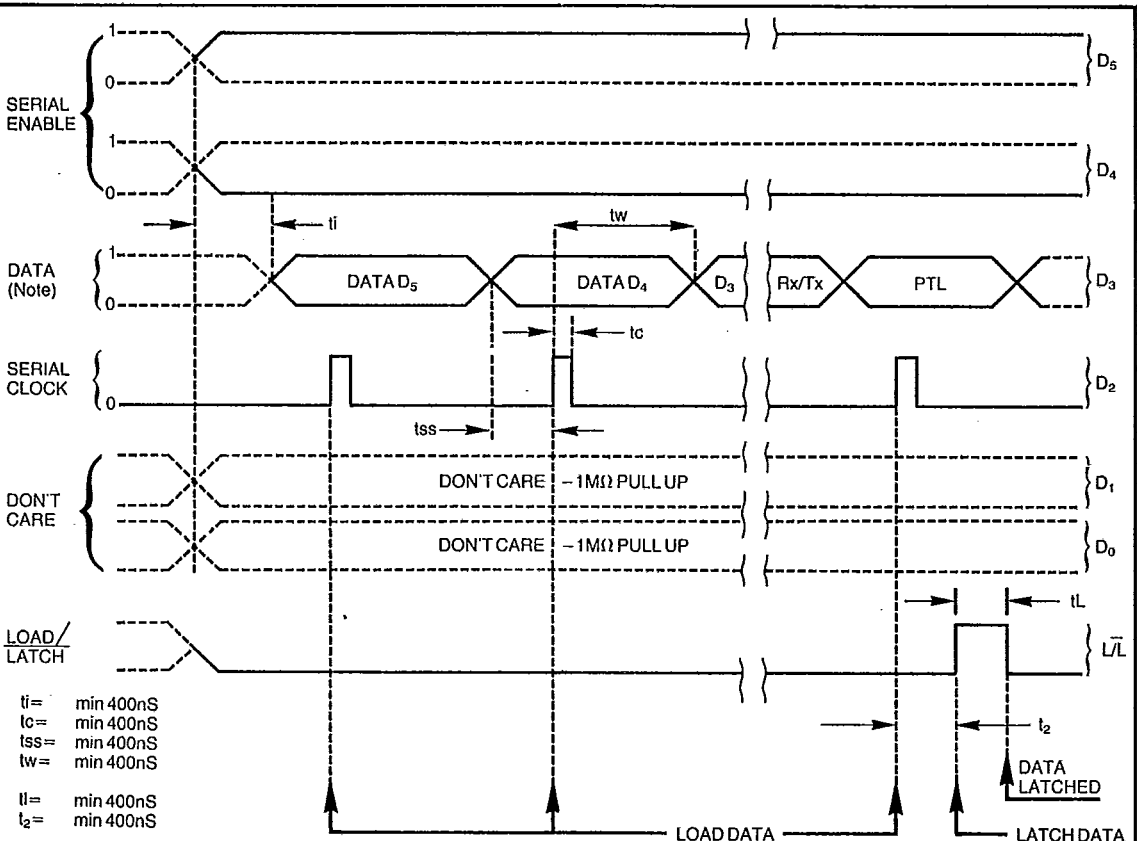 1
0
SERIAL
ENABLE
D5
1
0
D4
ti
tw
DATA
(Note)
1
0
DATA D5
DATA D4
D3
Rx/Tx
PTL
D3
tc
SERIAL
CLOCK
0
D2
tss
DON'T
CARE
DON'T CARE – 1MΩ PULL UP
D1
DON'T CARE – 1MΩ PULL UP
D0
tL
LOAD/
LATCH
L/L̅
ti= min 400nS
tc= min 400nS
tss= min 400nS
tw= min 400nS
tl= min 400nS
t2= min 400nS
t2
DATA
LATCHED
LOAD DATA
LATCH DATA